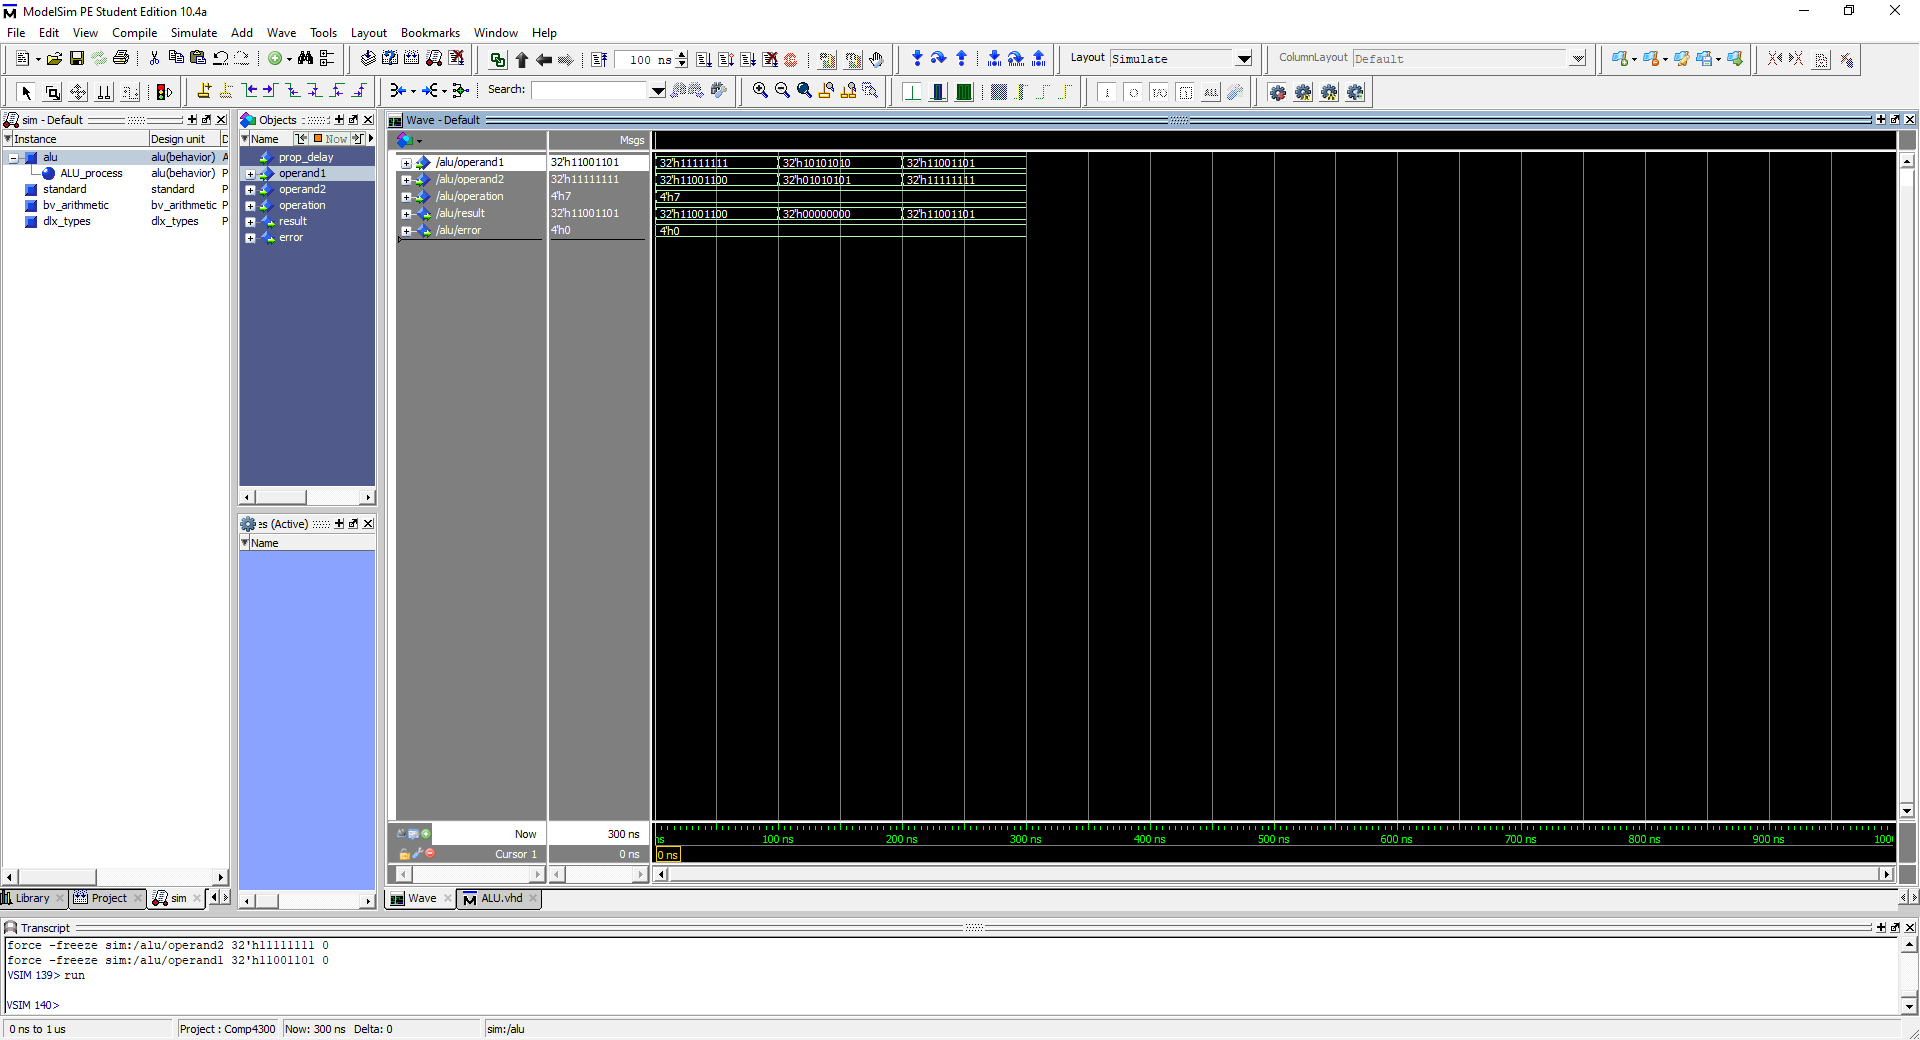 ModelSim PE Student Edition 10.4a
File Edit View Compile Simulate Add Wave Tools Layout Bookmarks Window Help
100 ns
Layout Simulate
ColumnLayout Default
Search:
ALL
sim - Default
Instance Design unit D
alu alu(behavior) A
ALU_process alu(behavior) P
standard standard P
bv_arithmetic bv_arithmetic P
dlx_types dlx_types P
Objects
Name Now
prop_delay
operand1
operand2
operation
result
error
es (Active)
Name
Wave - Default
Msgs
/alu/operand1 32'h11001101 32'h11111111 32'h10101010 32'h11001101
/alu/operand2 32'h11111111 32'h11001100 32'h01010101 32'h11111111
/alu/operation 4'h7 4'h7
/alu/result 32'h11001101 32'h11001100 32'h00000000 32'h11001101
/alu/error 4'h0 4'h0
Now 300 ns
ns 100 ns 200 ns 300 ns 400 ns 500 ns 600 ns 700 ns 800 ns 900 ns 100
Cursor 1 0 ns 0 ns
Library Project sim
Wave ALU.vhd
Transcript
force -freeze sim:/alu/operand2 32'h11111111 0
force -freeze sim:/alu/operand1 32'h11001101 0
VSIM 139> run
VSIM 140>
0 ns to 1 us Project : Comp4300 Now: 300 ns Delta: 0 sim:/alu